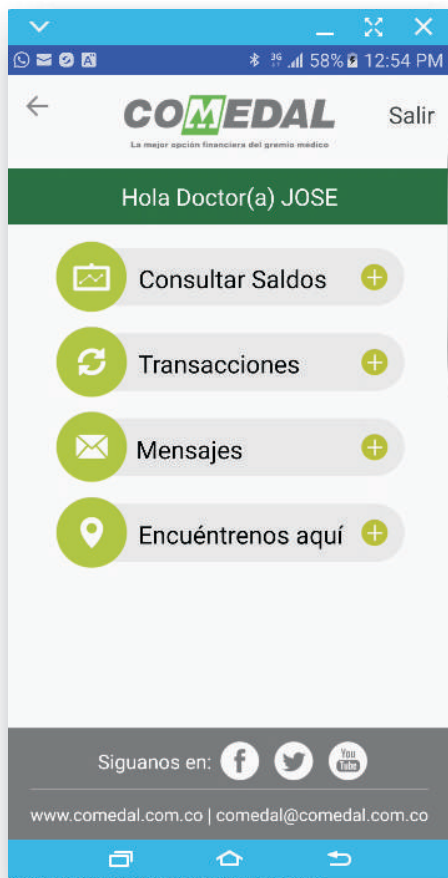 3G 58% 12:54 PM
COMEDAL
La mejor opción financiera del gremio médico
Salir
Hola Doctor(a) JOSE
Consultar Saldos
Transacciones
Mensajes
Encuéntrenos aquí
Siguanos en: f You Tube
www.comedal.com.co | comedal@comedal.com.co